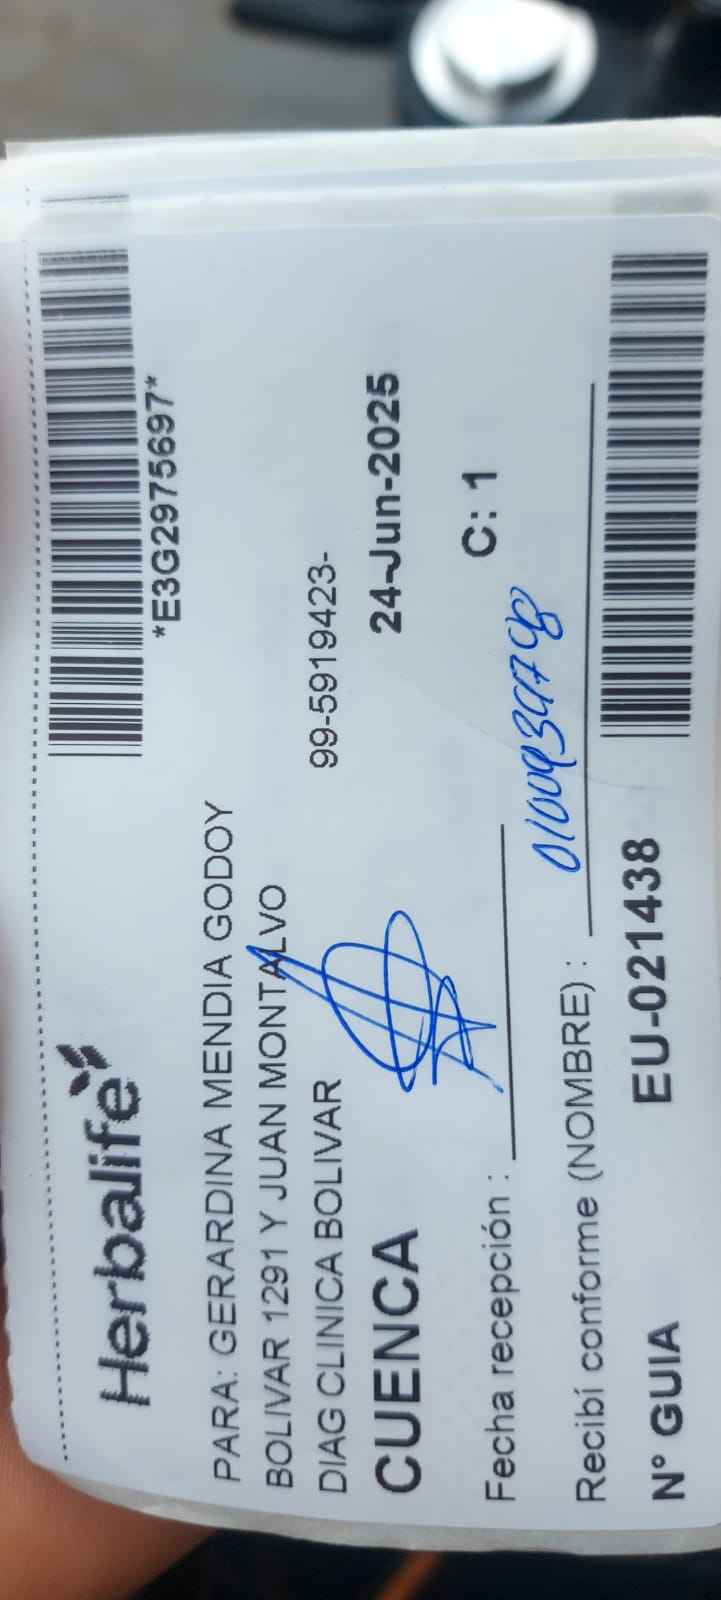 Herbalife
*E3G2975697*
PARA: GERARDINA MENDIA GODOY
BOLIVAR 1291 Y JUAN MONTALVO
DIAG CLINICA BOLIVAR 99-5919423-
CUENCA 24-Jun-2025
Fecha recepción : C: 1
Recibí conforme (NOMBRE) :
N° GUIA EU-021438